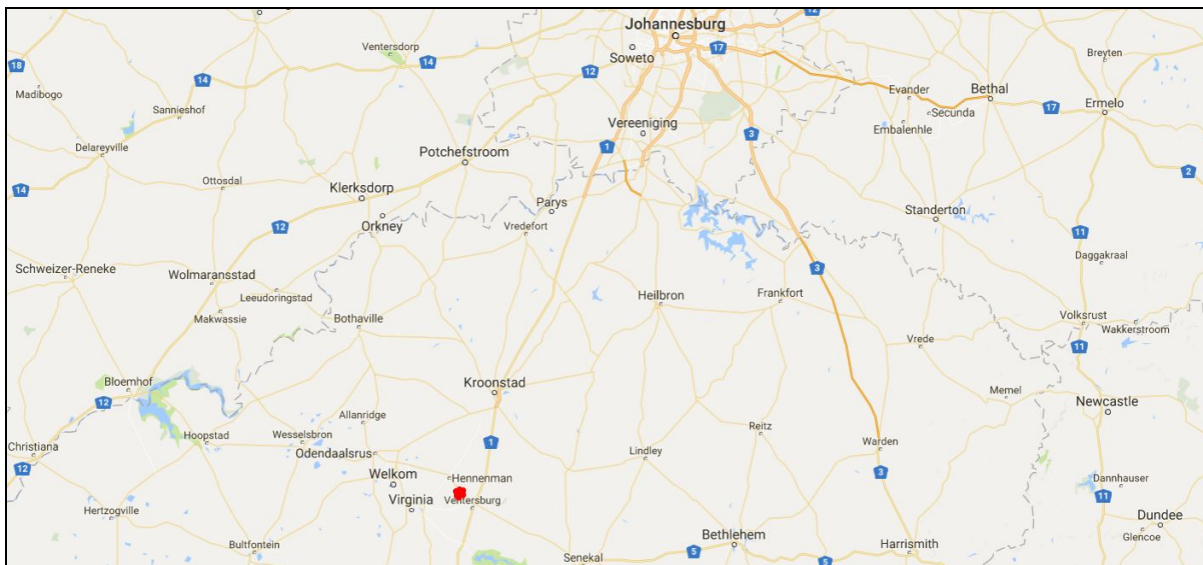 Johannesburg
12
Ventersdorp
Soweto
17
Breyten
18
14
12
Madibogo
14
Evander
Bethal
Sannieshof
Secunda
17
Ermelo
Vereeniging
Embalenhle
3
Delareyville
1
Potchefstroom
2
14
Ottosdal
Klerksdorp
Parys
Standerton
12
Orkney
Vredefort
11
Daggakraal
Schweizer-Reneke
3
Wolmaransstad
Leeudoringstad
Heilbron
Frankfort
Makwassie
Bothaville
Volksrust
Wakkerstroom
Vrede
11
Bloemhof
Kroonstad
Memel
12
Newcastle
Allanridge
Hoopstad
Wesselsbron
1
Reitz
Warden
Christiana
Odendaalsrus
Lindley
12
Welkom
Hennenman
3
Dannhauser
Virginia
Ventersburg
11
Hertzogville
Dundee
Glencoe
Bultfontein
Bethlehem
Harrismith
Senekal
5
5